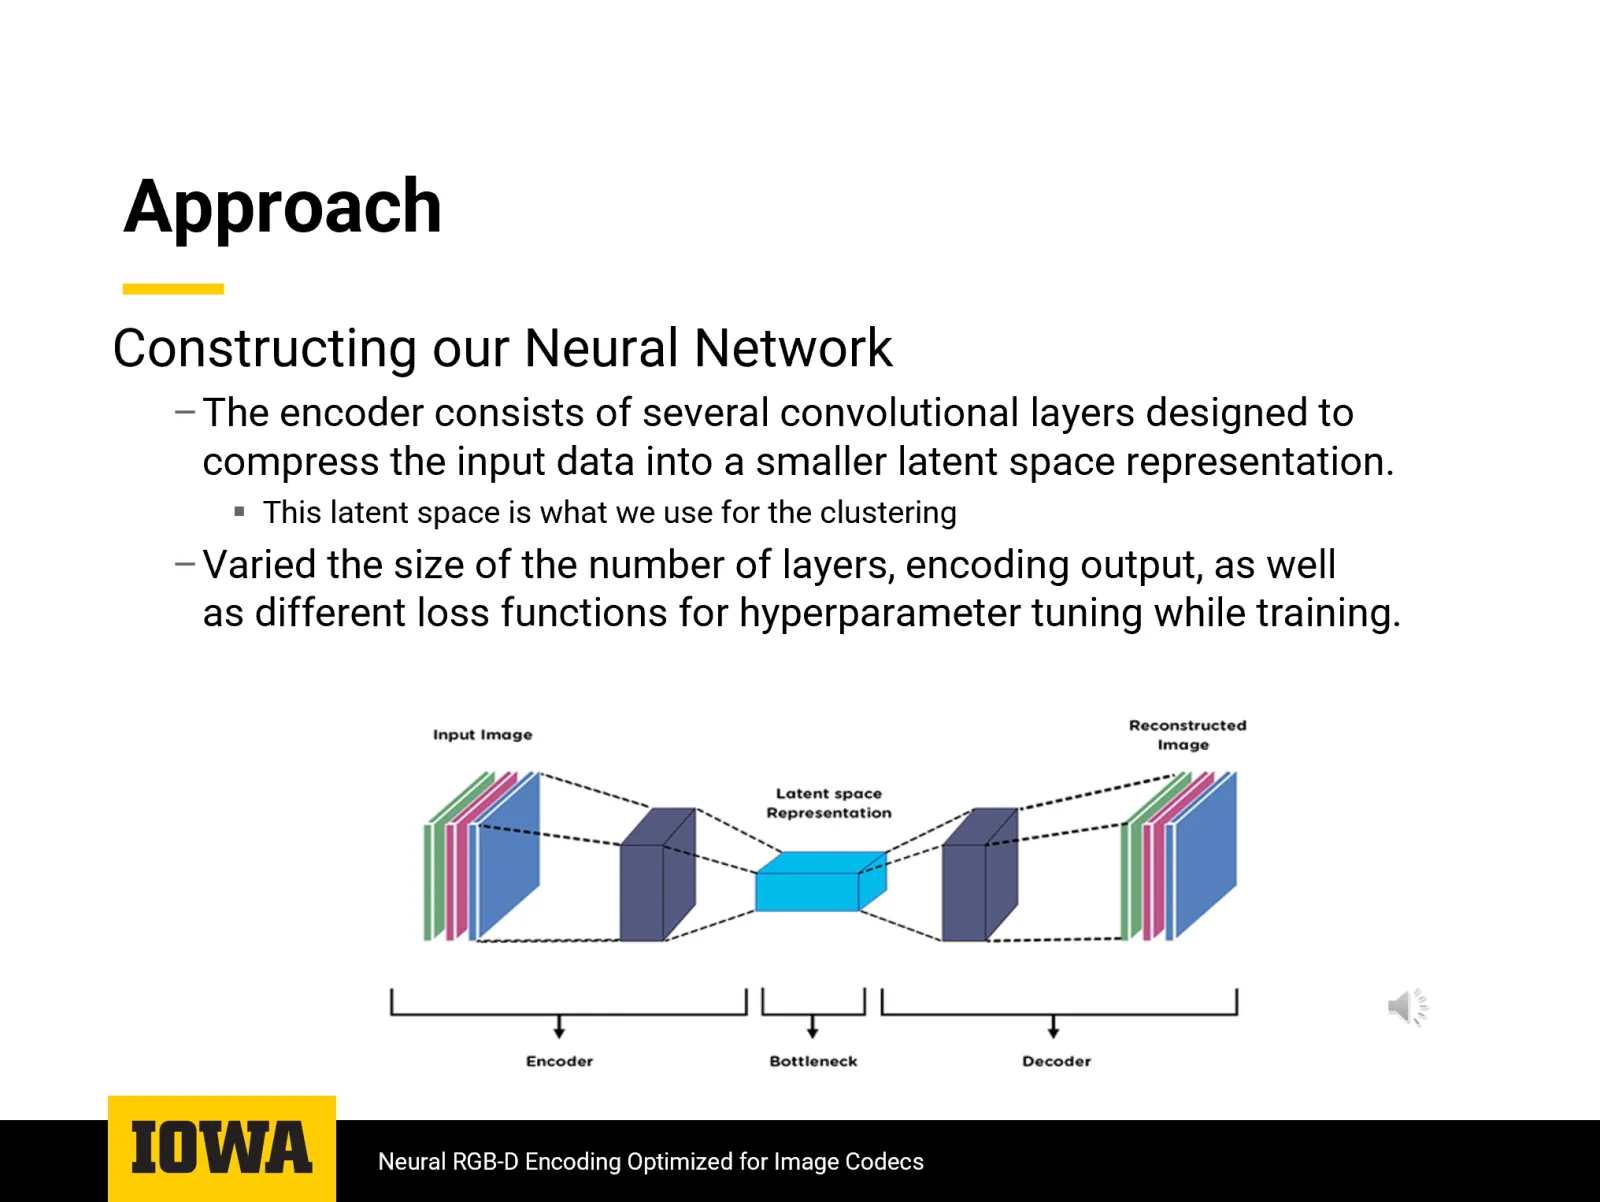 Approach
Constructing our Neural Network
– The encoder consists of several convolutional layers designed to
compress the input data into a smaller latent space representation.
▪ This latent space is what we use for the clustering
– Varied the size of the number of layers, encoding output, as well
as different loss functions for hyperparameter tuning while training.
Input Image
Reconstructed
Image
Latent space
Representation
Encoder
Bottleneck
Decoder
IOWA
Neural RGB-D Encoding Optimized for Image Codecs